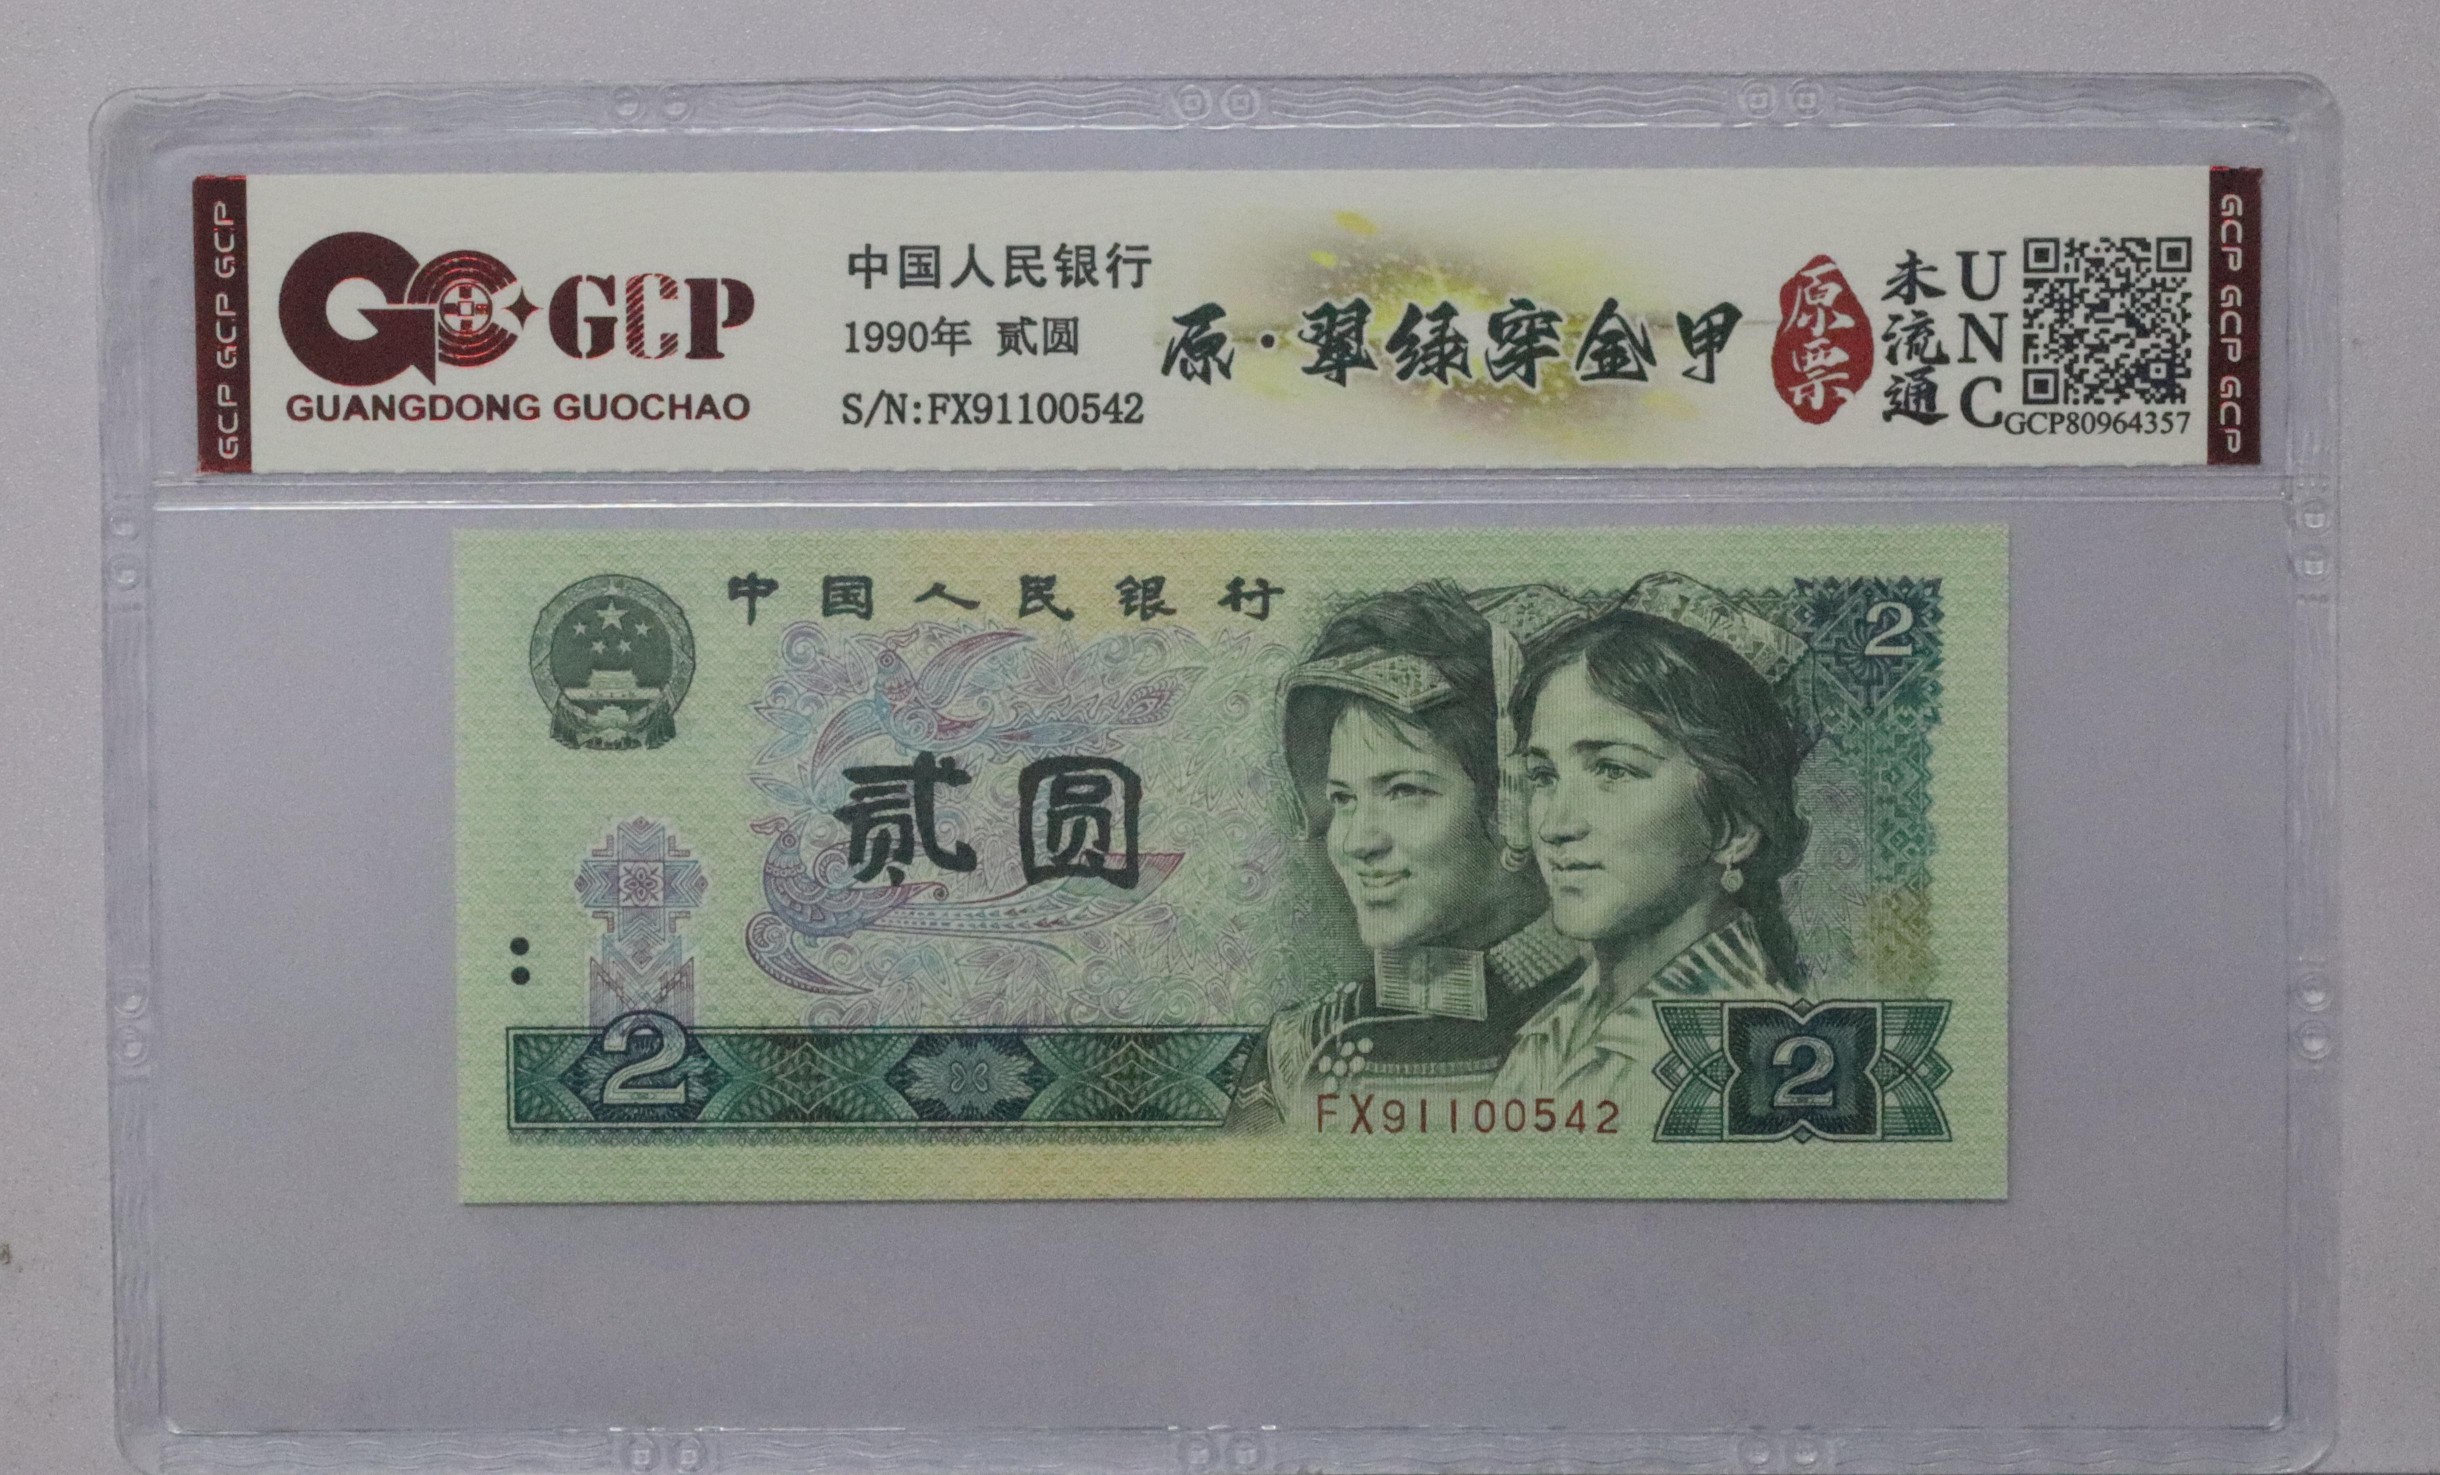 GCP GCP GCP
GCP
GUANGDONG GUOCHAO
中国人民银行
1990年 贰圆
S/N:FX91100542
原·翠绿穿金甲
原票
未流通
UNC
GCP80964357
GCP GCP GCP
中国人民银行
2
贰圆
2
FX91100542
2